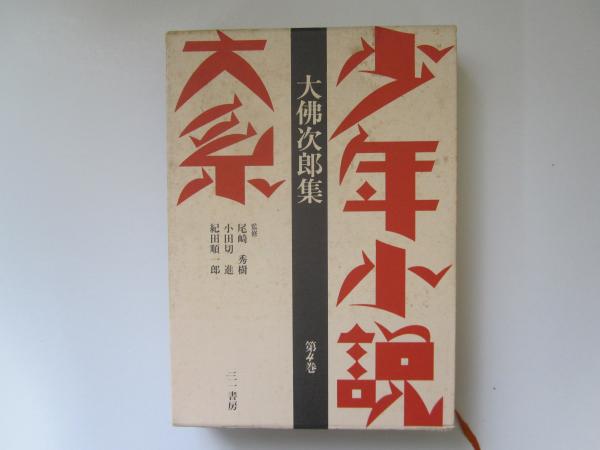 少年小説
大系
大佛次郎集
第4巻
監修
尾崎秀樹
小田切進
紀田順一郎
三一書房